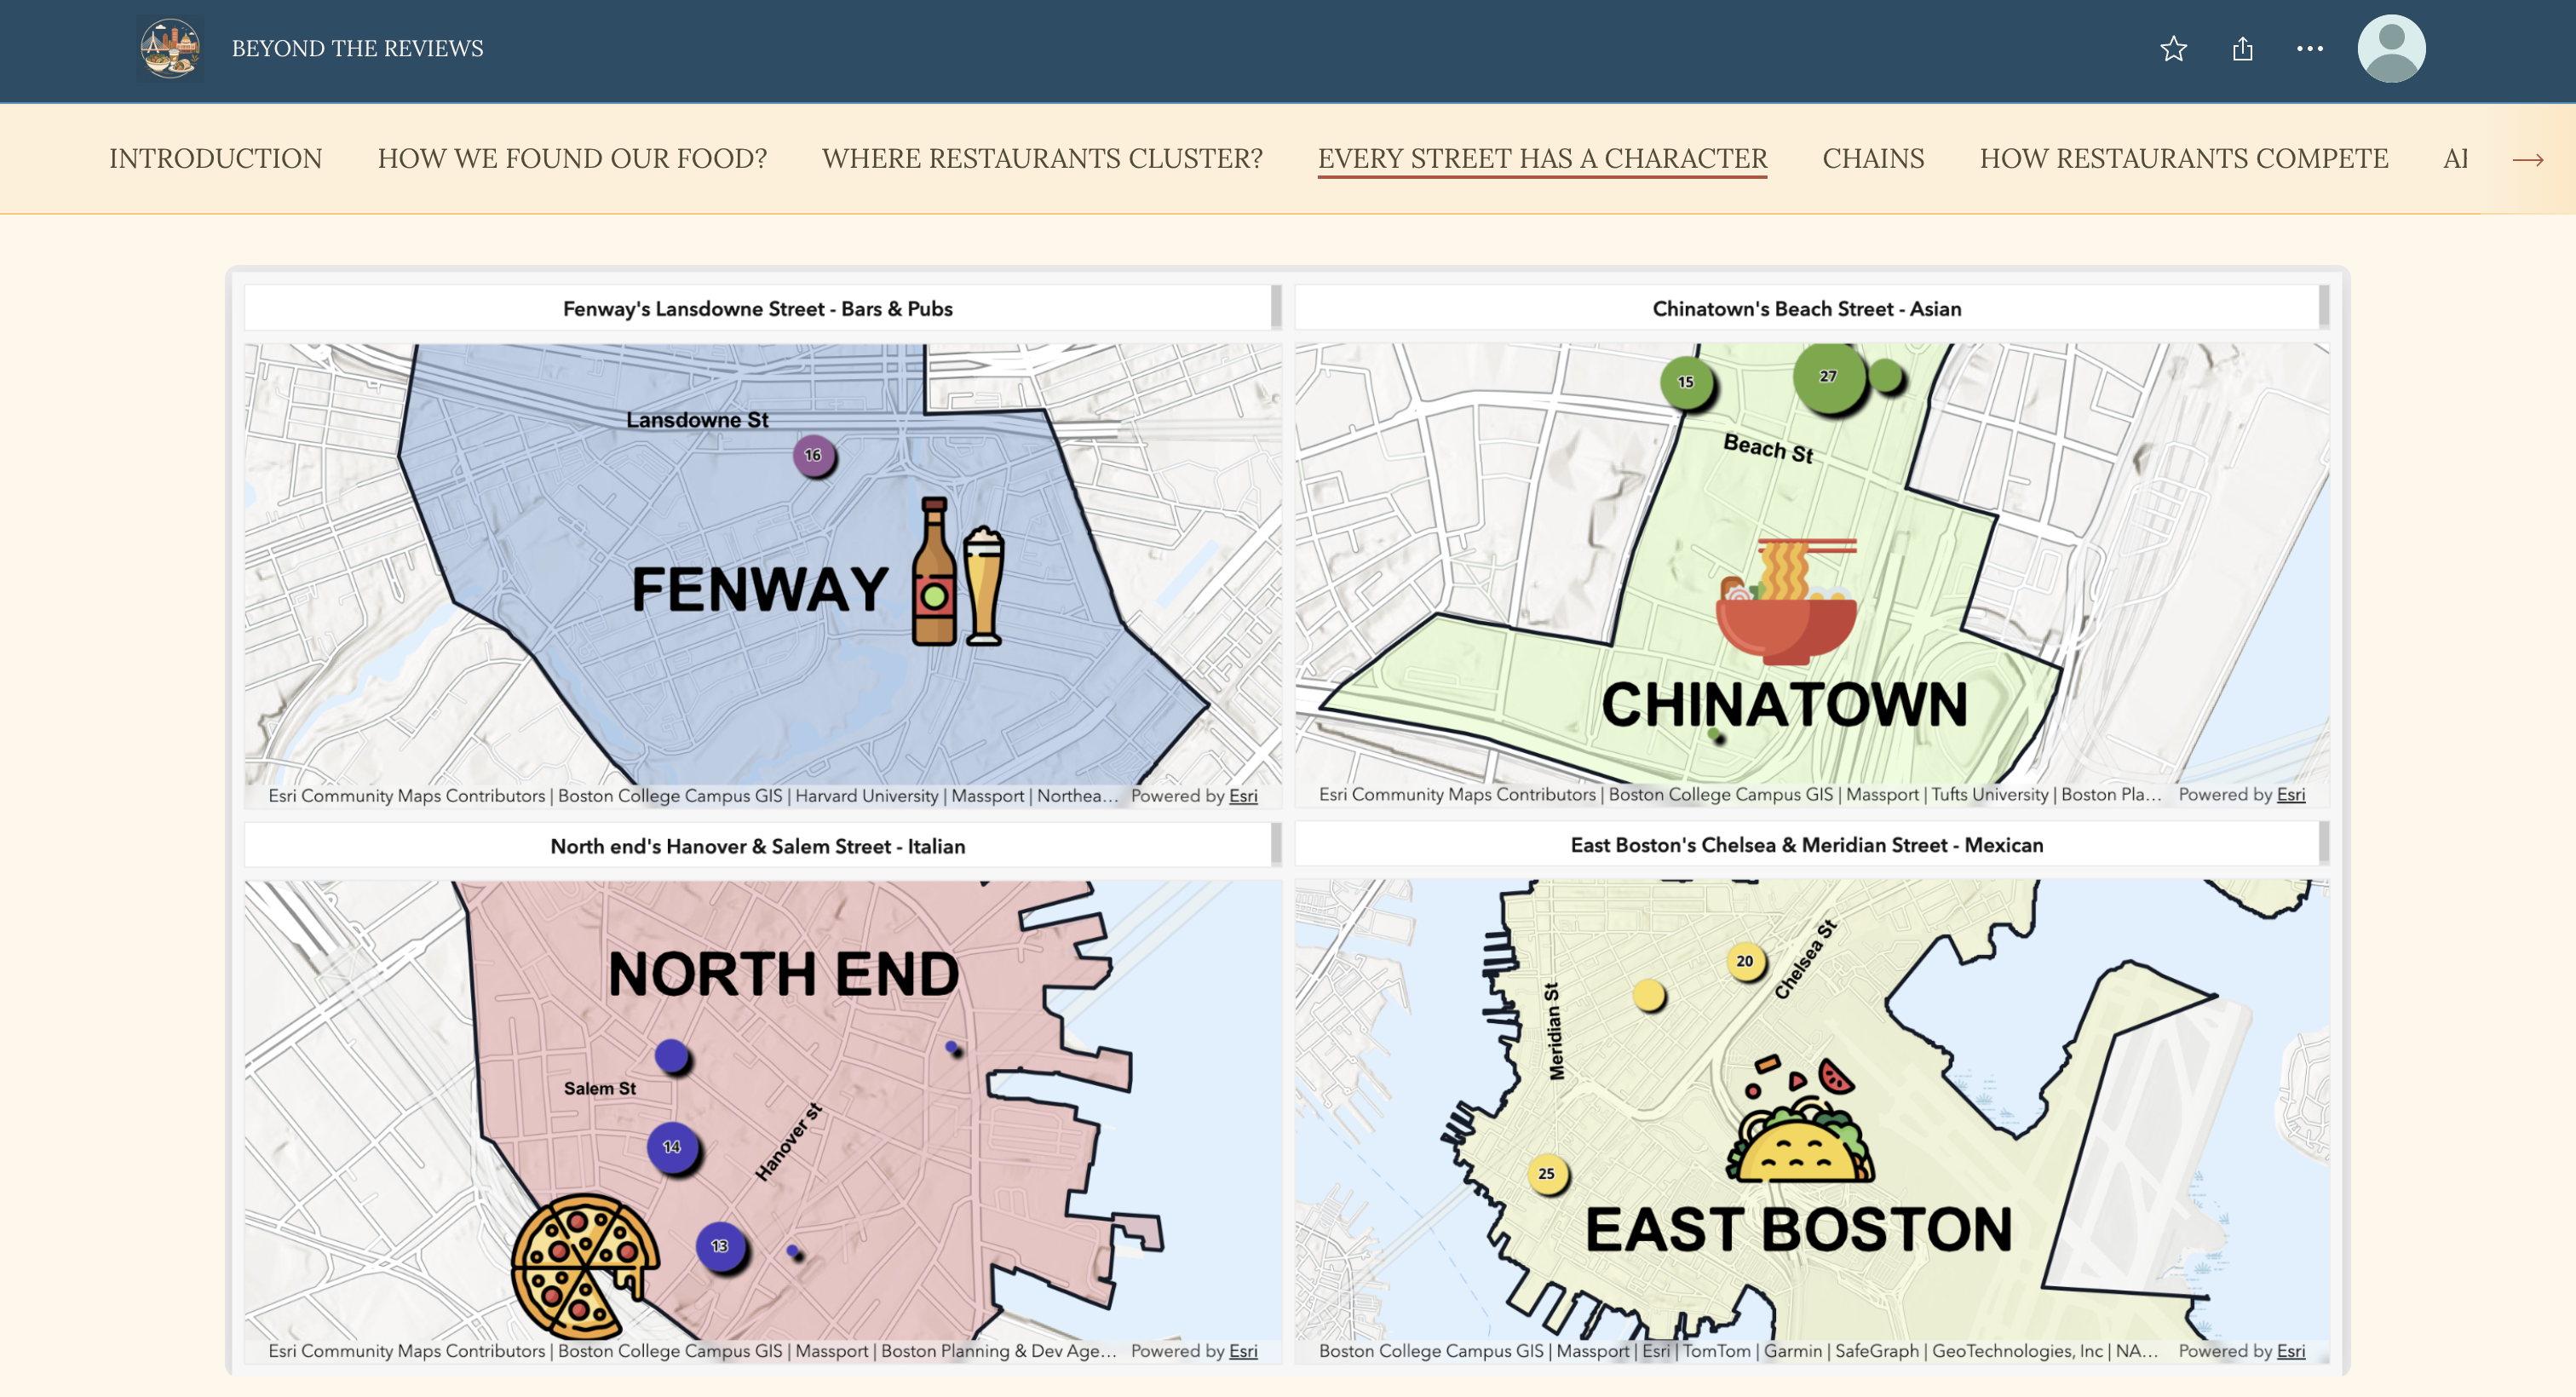 BEYOND THE REVIEWS
INTRODUCTION
HOW WE FOUND OUR FOOD?
WHERE RESTAURANTS CLUSTER?
EVERY STREET HAS A CHARACTER
CHAINS
HOW RESTAURANTS COMPETE
Fenway's Lansdowne Street - Bars & Pubs
Lansdowne St
16
FENWAY
Esri Community Maps Contributors | Boston College Campus GIS | Harvard University | Massport | Northea... Powered by Esri
Chinatown's Beach Street - Asian
15
27
Beach St
CHINATOWN
Esri Community Maps Contributors | Boston College Campus GIS | Massport | Tufts University | Boston Pla... Powered by Esri
North end's Hanover & Salem Street - Italian
NORTH END
Salem St
14
Hanover st
13
Esri Community Maps Contributors | Boston College Campus GIS | Massport | Boston Planning & Dev Age... Powered by Esri
East Boston's Chelsea & Meridian Street - Mexican
20
Chelsea St
Meridian St
25
EAST BOSTON
Boston College Campus GIS | Massport | Esri | TomTom | Garmin | SafeGraph | GeoTechnologies, Inc | NA... Powered by Esri